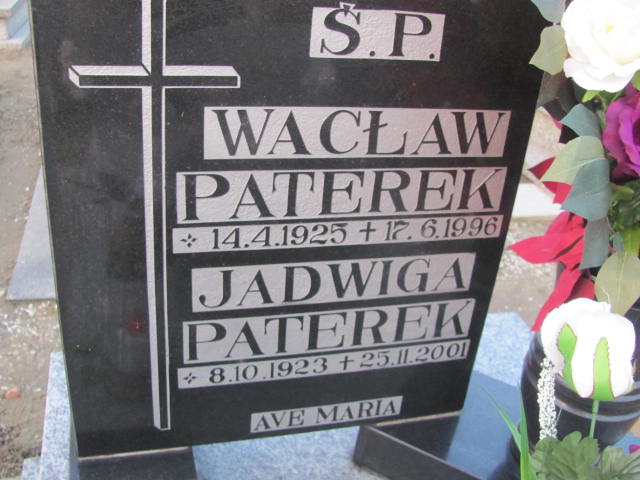 Ś.P.
WACŁAW
PATEREK
14.4.1925 + 17.6.1996
JADWIGA
PATEREK
8.10.1923 + 25.11.2001
AVE MARIA